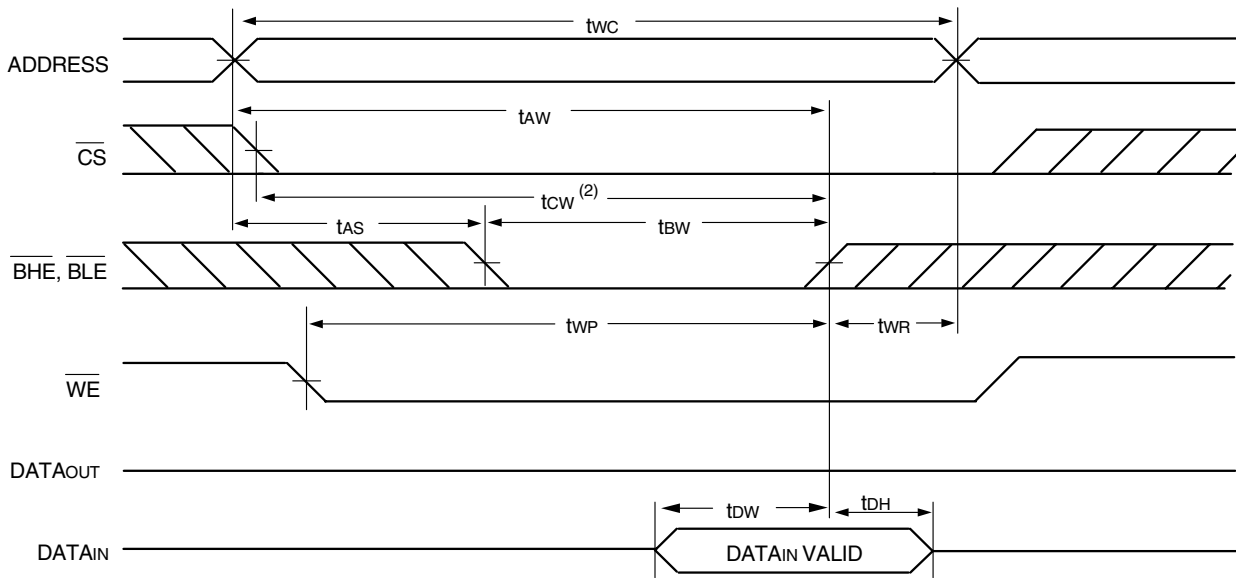 tWC
ADDRESS
tAW
CS
tCW (2)
tAS
tBW
BHE, BLE
tWP
tWR
WE
DATAOUT
tDW
tDH
DATAIN
DATAIN VALID